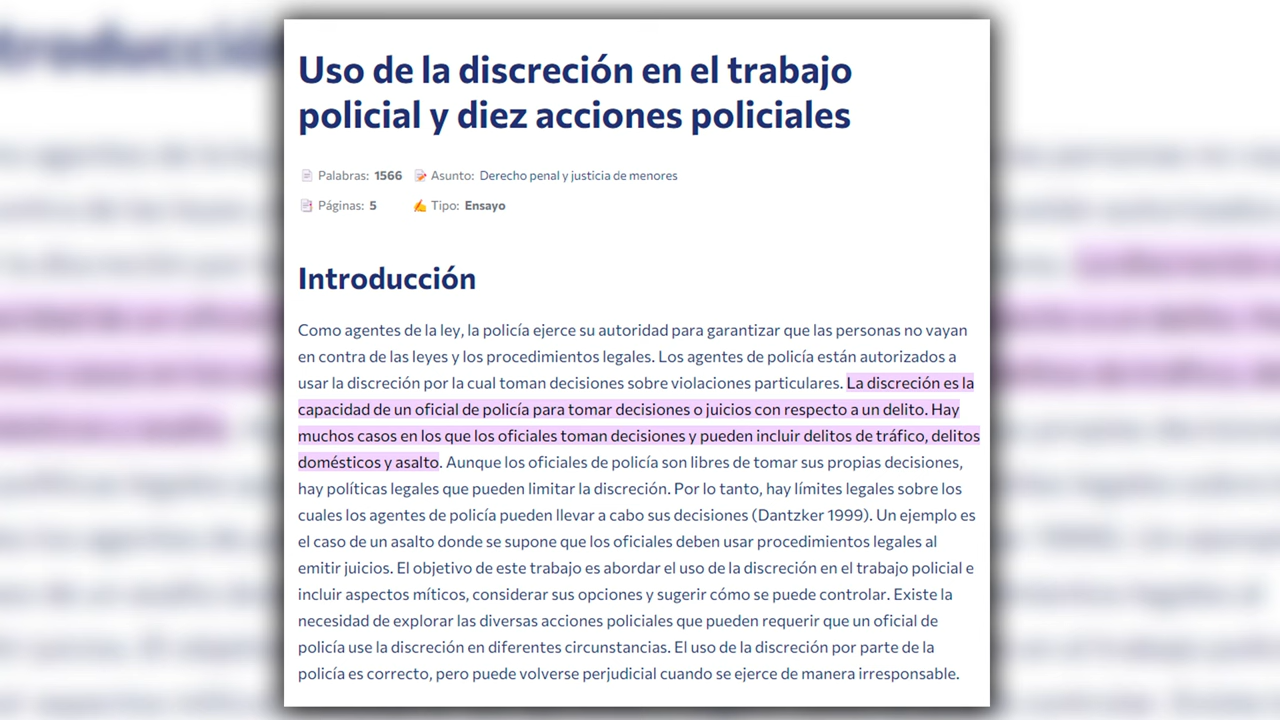 Uso de la discreción en el trabajo
policial y diez acciones policiales
Palabras: 1566 Asunto: Derecho penal y justicia de menores
Páginas: 5 Tipo: Ensayo
Introducción
Como agentes de la ley, la policía ejerce su autoridad para garantizar que las personas no vayan
en contra de las leyes y los procedimientos legales. Los agentes de policía están autorizados a
usar la discreción por la cual toman decisiones sobre violaciones particulares. La discreción es la
capacidad de un oficial de policía para tomar decisiones o juicios con respecto a un delito. Hay
muchos casos en los que los oficiales toman decisiones y pueden incluir delitos de tráfico, delitos
domésticos y asalto. Aunque los oficiales de policía son libres de tomar sus propias decisiones,
hay políticas legales que pueden limitar la discreción. Por lo tanto, hay límites legales sobre los
cuales los agentes de policía pueden llevar a cabo sus decisiones (Dantzker 1999). Un ejemplo es
el caso de un asalto donde se supone que los oficiales deben usar procedimientos legales al
emitir juicios. El objetivo de este trabajo es abordar el uso de la discreción en el trabajo policial e
incluir aspectos míticos, considerar sus opciones y sugerir cómo se puede controlar. Existe la
necesidad de explorar las diversas acciones policiales que pueden requerir que un oficial de
policía use la discreción en diferentes circunstancias. El uso de la discreción por parte de la
policía es correcto, pero puede volverse perjudicial cuando se ejerce de manera irresponsable.